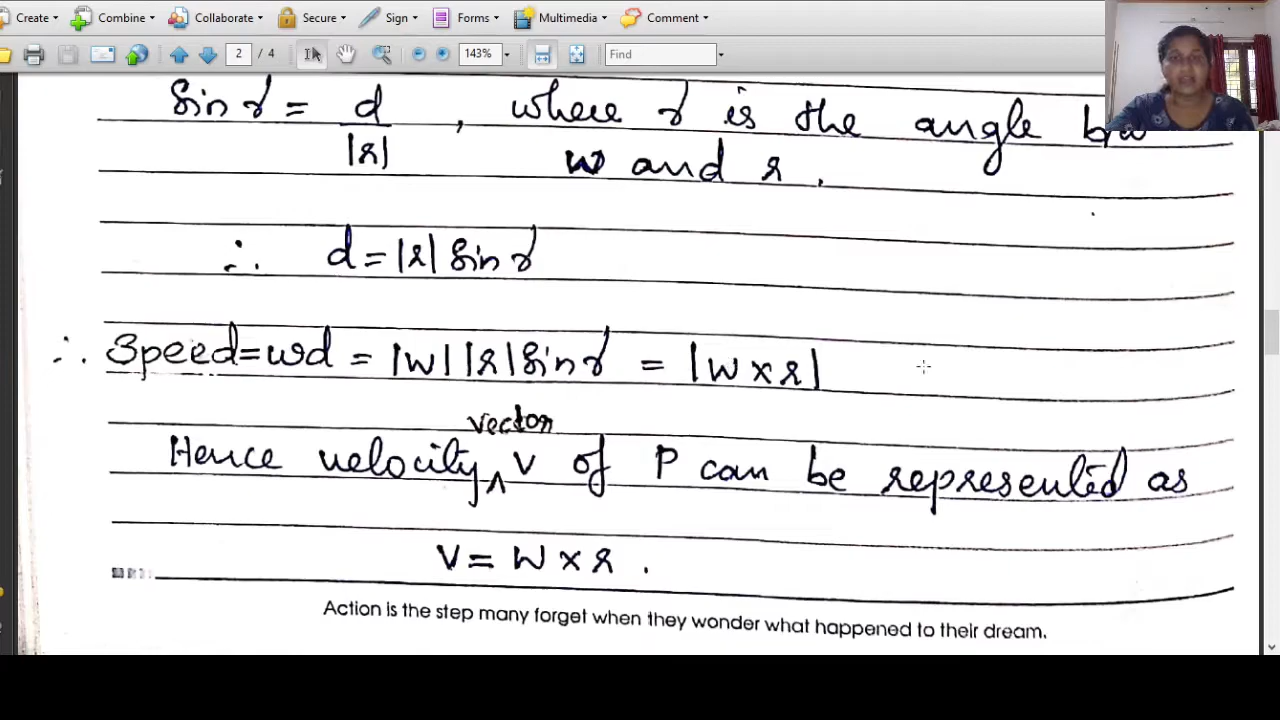 Create Combine Collaborate Secure Sign Forms Multimedia Comment
2 / 4 143% Find
Sin γ = d / |r| , where γ is the angle b/w
w and r .
∴ d = |r| Sin γ
∴ Speed = wd = |w| |r| Sin γ = |w × r|
vector
Hence velocity ^ v of P can be represented as
v = w × r .
Action is the step many forget when they wonder what happened to their dream.